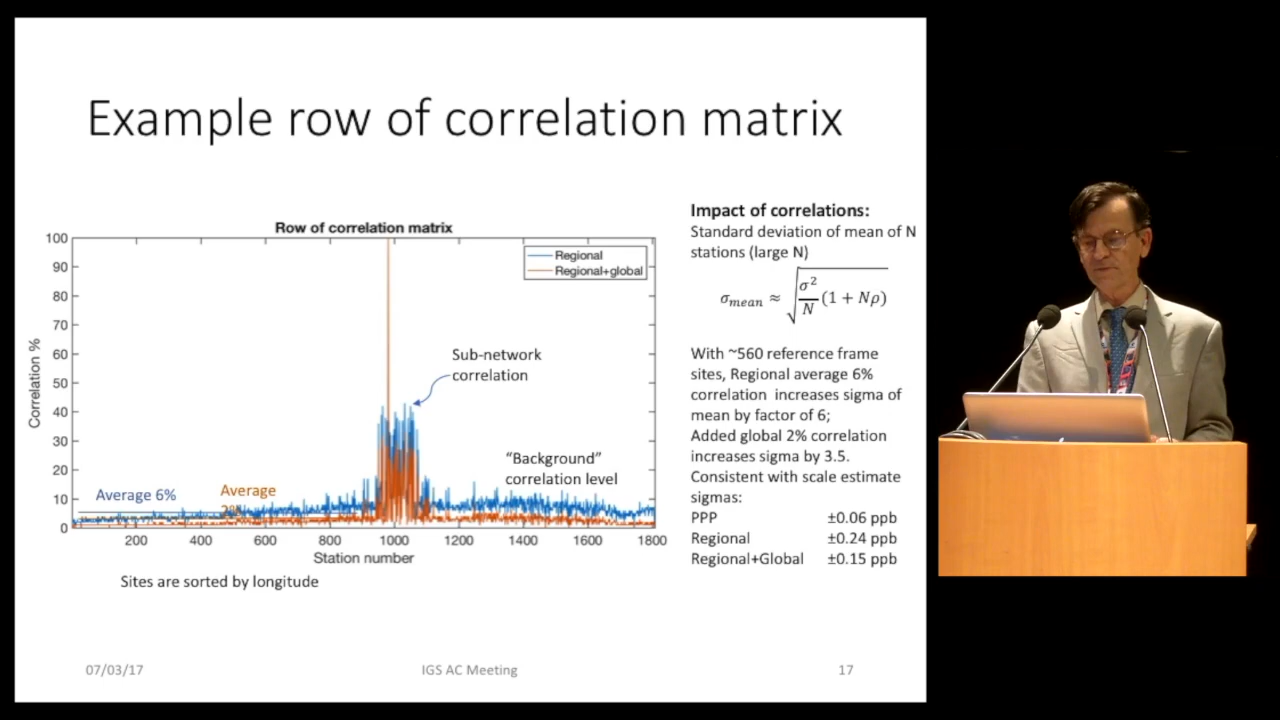 Example row of correlation matrix
Row of correlation matrix
Regional
Regional+global
Correlation %
100
90
80
70
60
50
40
30
20
10
0
200 400 600 800 1000 1200 1400 1600 1800
Station number
Sub-network
correlation
"Background"
correlation level
Average 6%
Average
2%
Sites are sorted by longitude
Impact of correlations:
Standard deviation of mean of N
stations (large N)
σmean ≈ √(σ²/N (1 + Nρ))
With ~560 reference frame
sites, Regional average 6%
correlation increases sigma of
mean by factor of 6;
Added global 2% correlation
increases sigma by 3.5.
Consistent with scale estimate
sigmas:
PPP ±0.06 ppb
Regional ±0.24 ppb
Regional+Global ±0.15 ppb
07/03/17 IGS AC Meeting 17